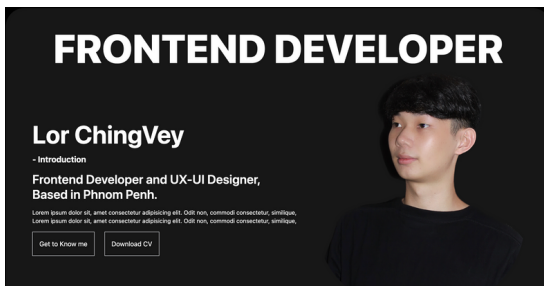 FRONTEND DEVELOPER
Lor ChingVey
- Introduction
Frontend Developer and UX-UI Designer,
Based in Phnom Penh.
Lorem ipsum dolor sit, amet consectetur adipisicing elit. Odit non, commodi consectetur, similique,
Lorem ipsum dolor sit, amet consectetur adipisicing elit. Odit non, commodi consectetur, similique,
Get to Know me
Download CV